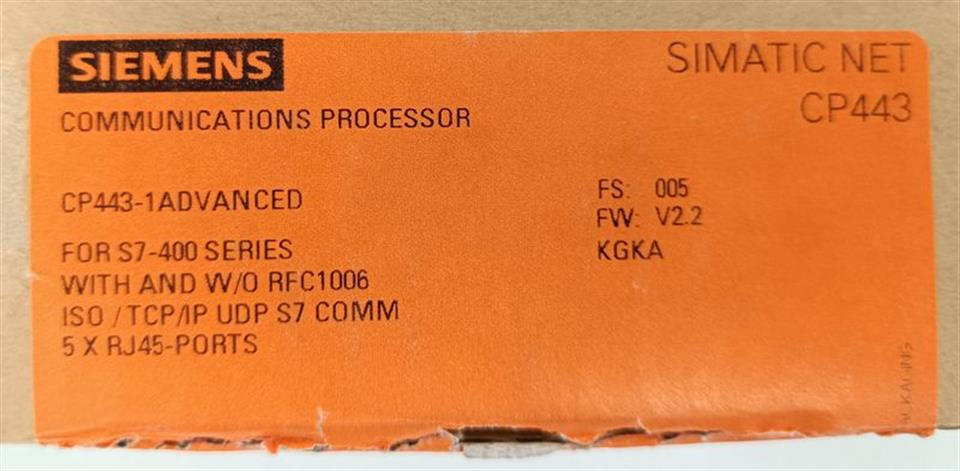 SIEMENS
SIMATIC NET
CP443
COMMUNICATIONS PROCESSOR
CP443-1ADVANCED
FS: 005
FW: V2.2
FOR S7-400 SERIES
KGKA
WITH AND W/O RFC1006
ISO / TCP/IP UDP S7 COMM
5 X RJ45-PORTS